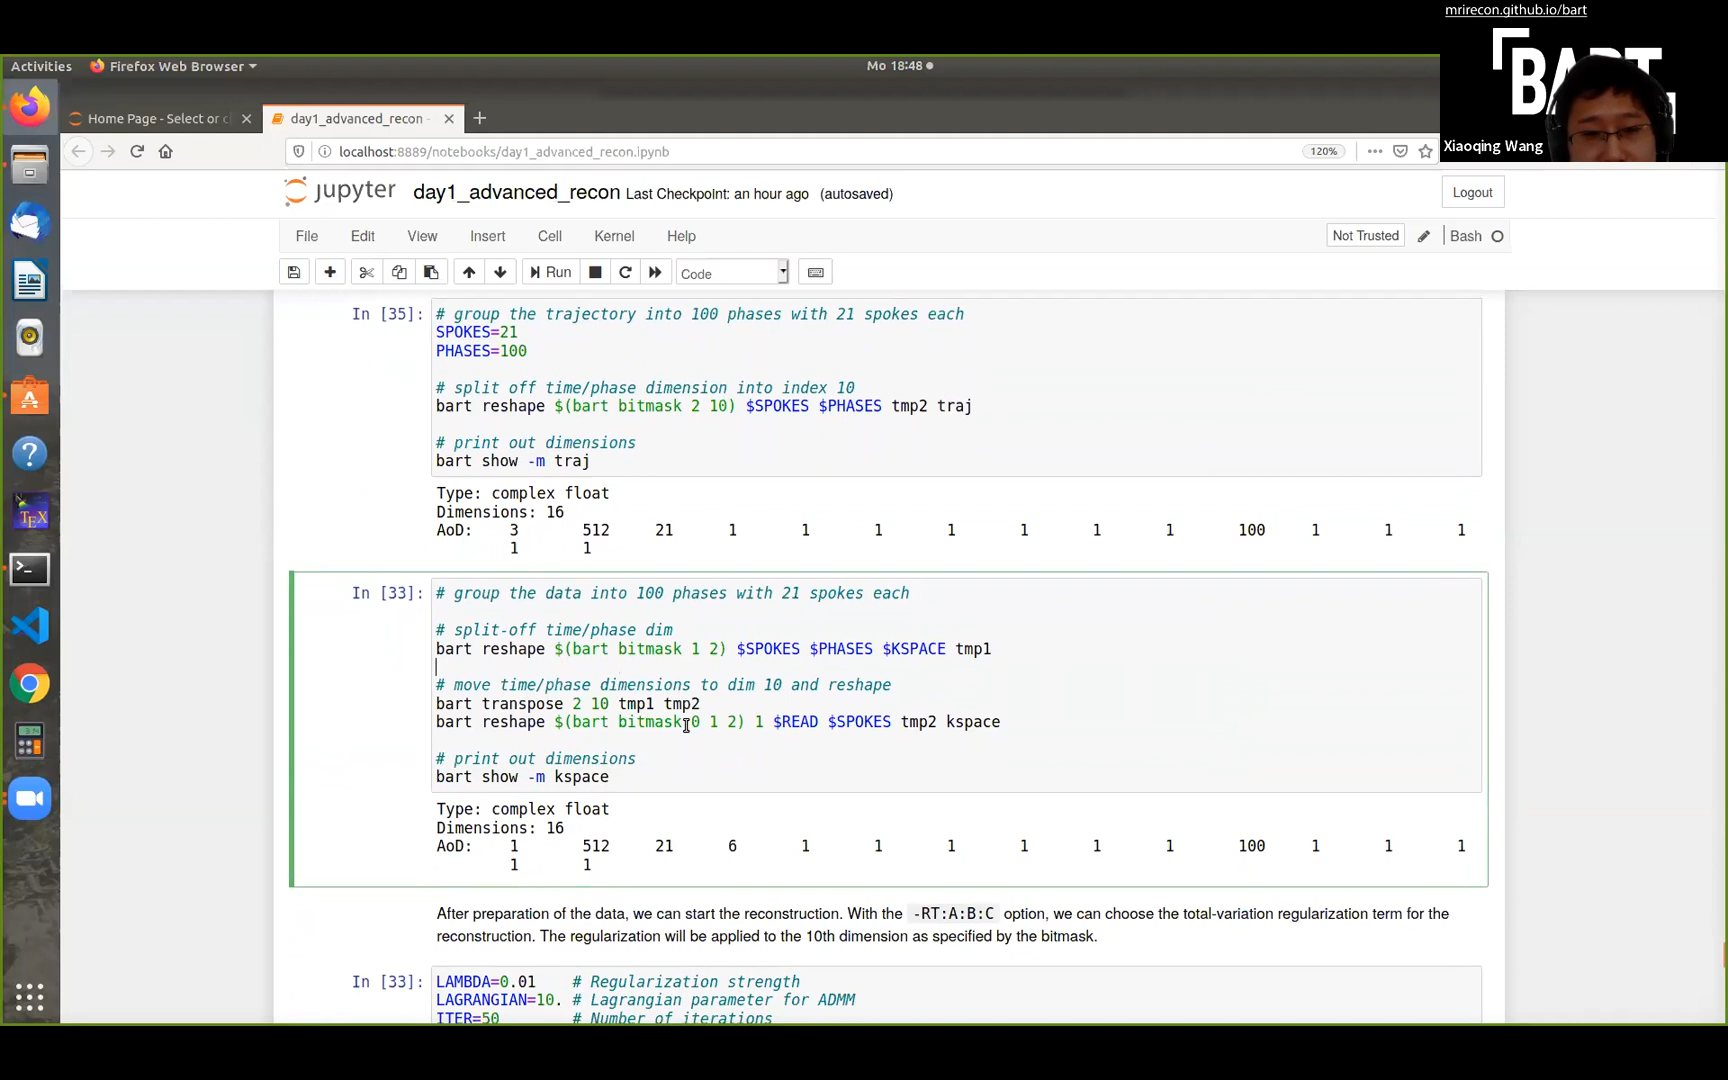 mrirecon.github.io/bart
Activities
Firefox Web Browser
Mo 18:48
BART
Xiaoqing Wang
Home Page - Select or c
day1_advanced_recon -
localhost:8889/notebooks/day1_advanced_recon.ipynb
120%
jupyter
day1_advanced_recon Last Checkpoint: an hour ago (autosaved)
Logout
File Edit View Insert Cell Kernel Help
Not Trusted
Bash
Run
Code
In [35]:
# group the trajectory into 100 phases with 21 spokes each
SPOKES=21
PHASES=100
# split off time/phase dimension into index 10
bart reshape $(bart bitmask 2 10) $SPOKES $PHASES tmp2 traj
# print out dimensions
bart show -m traj
Type: complex float
Dimensions: 16
AoD: 3 512 21 1 1 1 1 1 1 1 100 1 1 1
1 1
In [33]:
# group the data into 100 phases with 21 spokes each
# split-off time/phase dim
bart reshape $(bart bitmask 1 2) $SPOKES $PHASES $KSPACE tmp1
# move time/phase dimensions to dim 10 and reshape
bart transpose 2 10 tmp1 tmp2
bart reshape $(bart bitmask 0 1 2) 1 $READ $SPOKES tmp2 kspace
# print out dimensions
bart show -m kspace
Type: complex float
Dimensions: 16
AoD: 1 512 21 6 1 1 1 1 1 1 100 1 1 1
1 1
After preparation of the data, we can start the reconstruction. With the -RT:A:B:C option, we can choose the total-variation regularization term for the
reconstruction. The regularization will be applied to the 10th dimension as specified by the bitmask.
In [33]:
LAMBDA=0.01 # Regularization strength
LAGRANGIAN=10. # Lagrangian parameter for ADMM
ITER=50 # Number of iterations
TEX